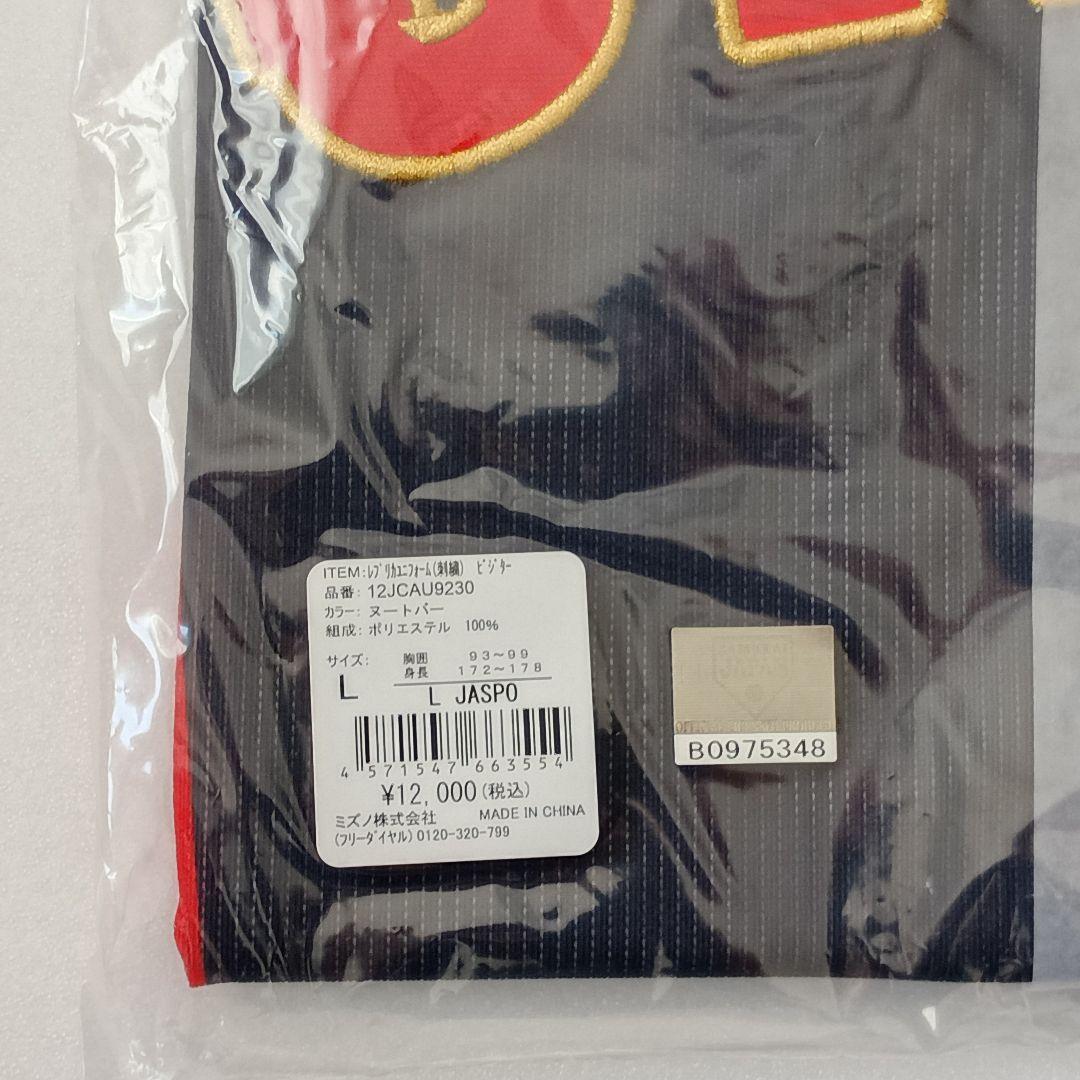 ITEM:ﾚﾌﾟﾘｶﾕﾆﾌｫｰﾑ(刺繍) ﾋﾞｼﾞﾀｰ
品番: 12JCAU9230
カラー: ヌートバー
組成: ポリエステル 100%
サイズ: 胸囲 93～99
身長 172～178
L
L JASPO
4 571547 663554
¥12,000(税込)
ミズノ株式会社 MADE IN CHINA
(フリーダイヤル) 0120-320-799
B0975348